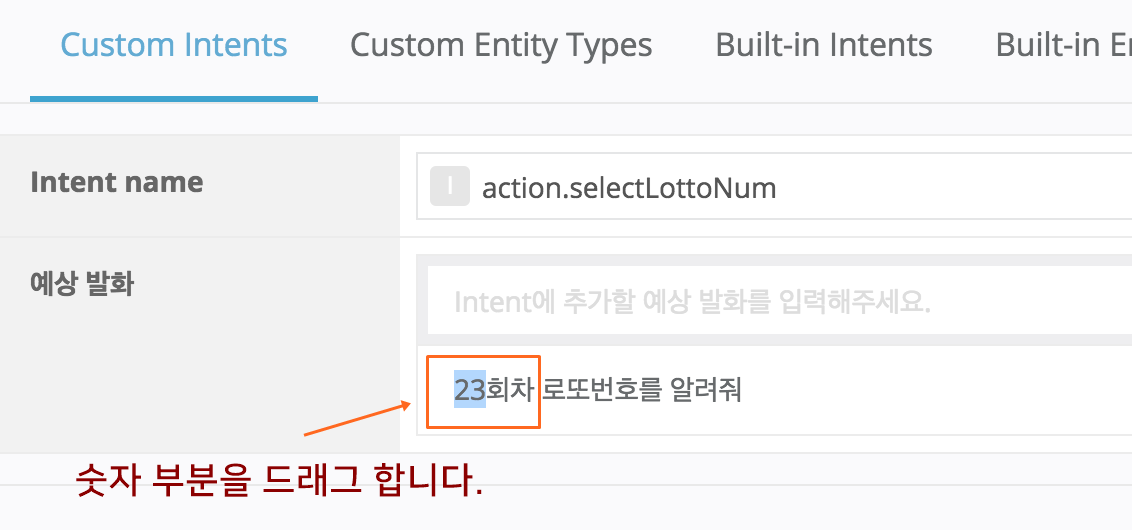 Custom Intents Custom Entity Types Built-in Intents Built-in E
Intent name
I action.selectLottoNum
예상 발화
Intent에 추가할 예상 발화를 입력해주세요.
23회차 로또번호를 알려줘
숫자 부분을 드래그 합니다.